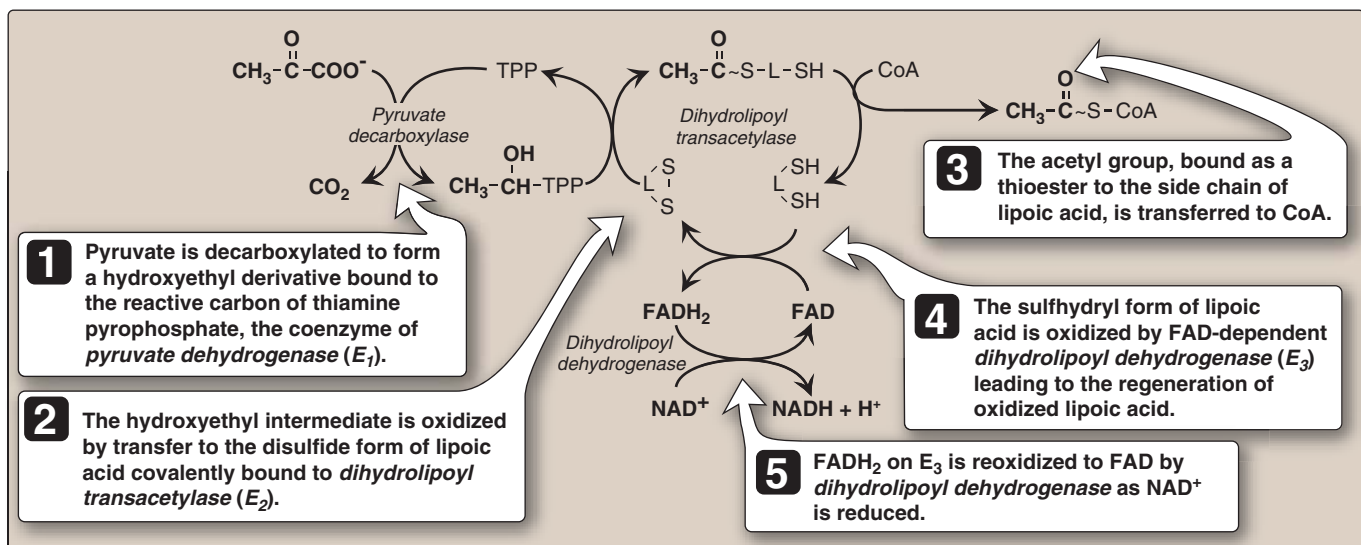 O
CH₃-C-COO⁻
TPP
Pyruvate
decarboxylase
CO₂
OH
CH₃-CH-TPP
O
CH₃-C~S-L-SH
Dihydrolipoyl
transacetylase
S
L
S
CoA
SH
L
SH
O
CH₃-C~S-CoA
1 Pyruvate is decarboxylated to form
a hydroxyethyl derivative bound to
the reactive carbon of thiamine
pyrophosphate, the coenzyme of
pyruvate dehydrogenase (E₁).
2 The hydroxyethyl intermediate is oxidized
by transfer to the disulfide form of lipoic
acid covalently bound to dihydrolipoyl
transacetylase (E₂).
3 The acetyl group, bound as a
thioester to the side chain of
lipoic acid, is transferred to CoA.
FADH₂ FAD
Dihydrolipoyl
dehydrogenase
NAD⁺ NADH + H⁺
4 The sulfhydryl form of lipoic
acid is oxidized by FAD-dependent
dihydrolipoyl dehydrogenase (E₃)
leading to the regeneration of
oxidized lipoic acid.
5 FADH₂ on E₃ is reoxidized to FAD by
dihydrolipoyl dehydrogenase as NAD⁺
is reduced.